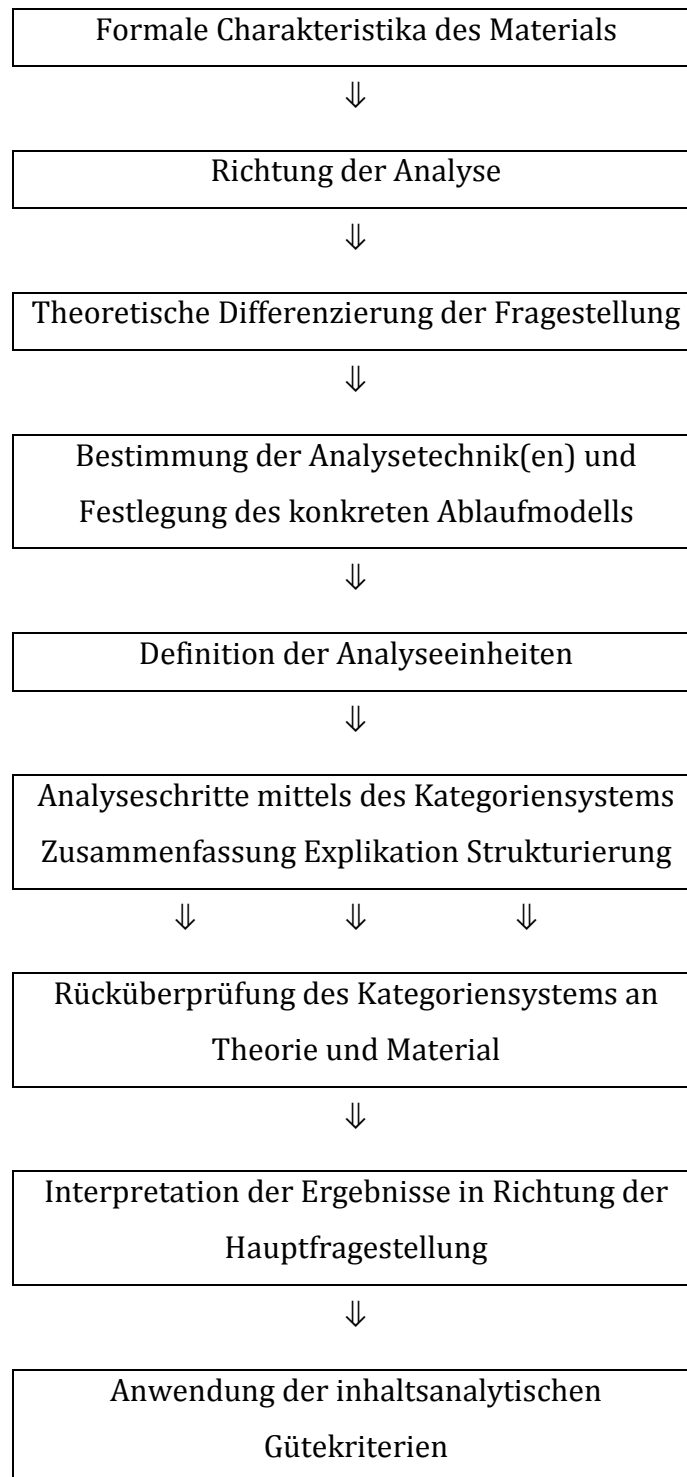 Formale Charakteristika des Materials
⇓
Richtung der Analyse
⇓
Theoretische Differenzierung der Fragestellung
⇓
Bestimmung der Analysetechnik(en) und
Festlegung des konkreten Ablaufmodells
⇓
Definition der Analyseeinheiten
⇓
Analyseschritte mittels des Kategoriensystems
Zusammenfassung Explikation Strukturierung
⇓ ⇓ ⇓
Rücküberprüfung des Kategoriensystems an
Theorie und Material
⇓
Interpretation der Ergebnisse in Richtung der
Hauptfragestellung
⇓
Anwendung der inhaltsanalytischen
Gütekriterien